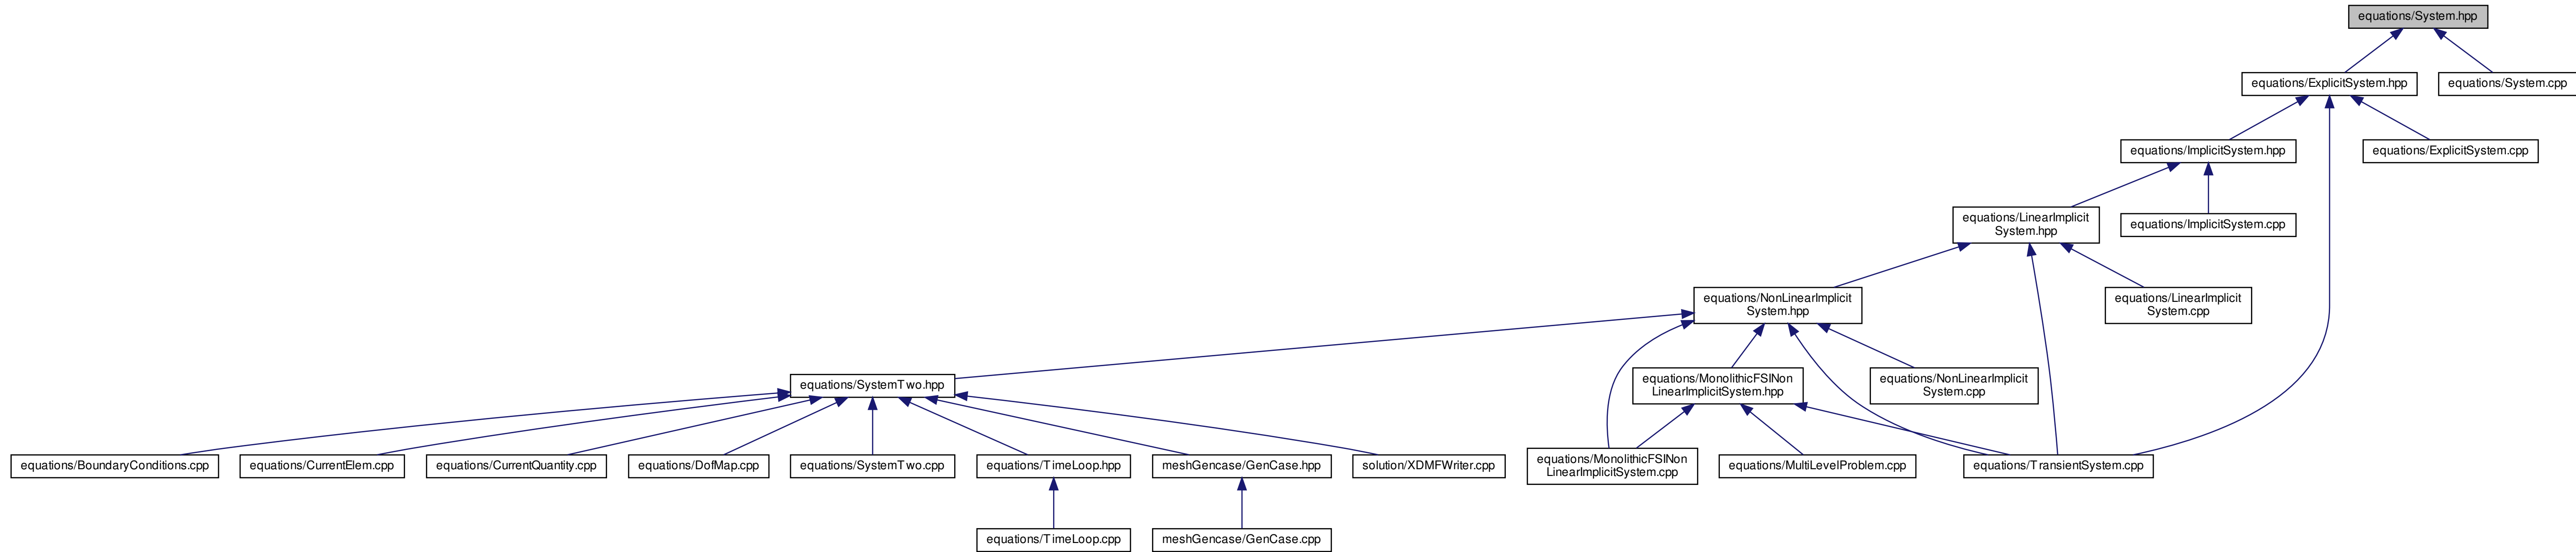 equations/System.hpp
equations/ExplicitSystem.hpp
equations/System.cpp
equations/ImplicitSystem.hpp
equations/ExplicitSystem.cpp
equations/LinearImplicit
System.hpp
equations/ImplicitSystem.cpp
equations/NonLinearImplicit
System.hpp
equations/LinearImplicit
System.cpp
equations/SystemTwo.hpp
equations/MonolithicFSINon
LinearImplicitSystem.hpp
equations/NonLinearImplicit
System.cpp
equations/BoundaryConditions.cpp
equations/CurrentElem.cpp
equations/CurrentQuantity.cpp
equations/DofMap.cpp
equations/SystemTwo.cpp
equations/TimeLoop.hpp
meshGencase/GenCase.hpp
solution/XDMFWriter.cpp
equations/MonolithicFSINon
LinearImplicitSystem.cpp
equations/MultiLevelProblem.cpp
equations/TransientSystem.cpp
equations/TimeLoop.cpp
meshGencase/GenCase.cpp